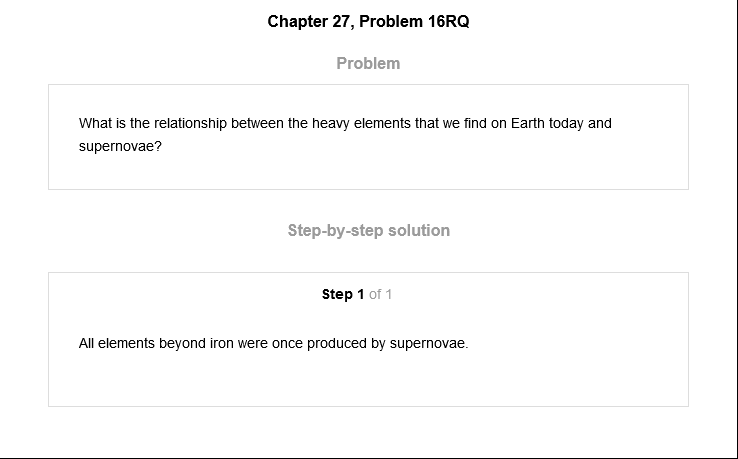 Chapter 27, Problem 16RQ
Problem
What is the relationship between the heavy elements that we find on Earth today and
supernovae?
Step-by-step solution
Step 1 of 1
All elements beyond iron were once produced by supernovae.